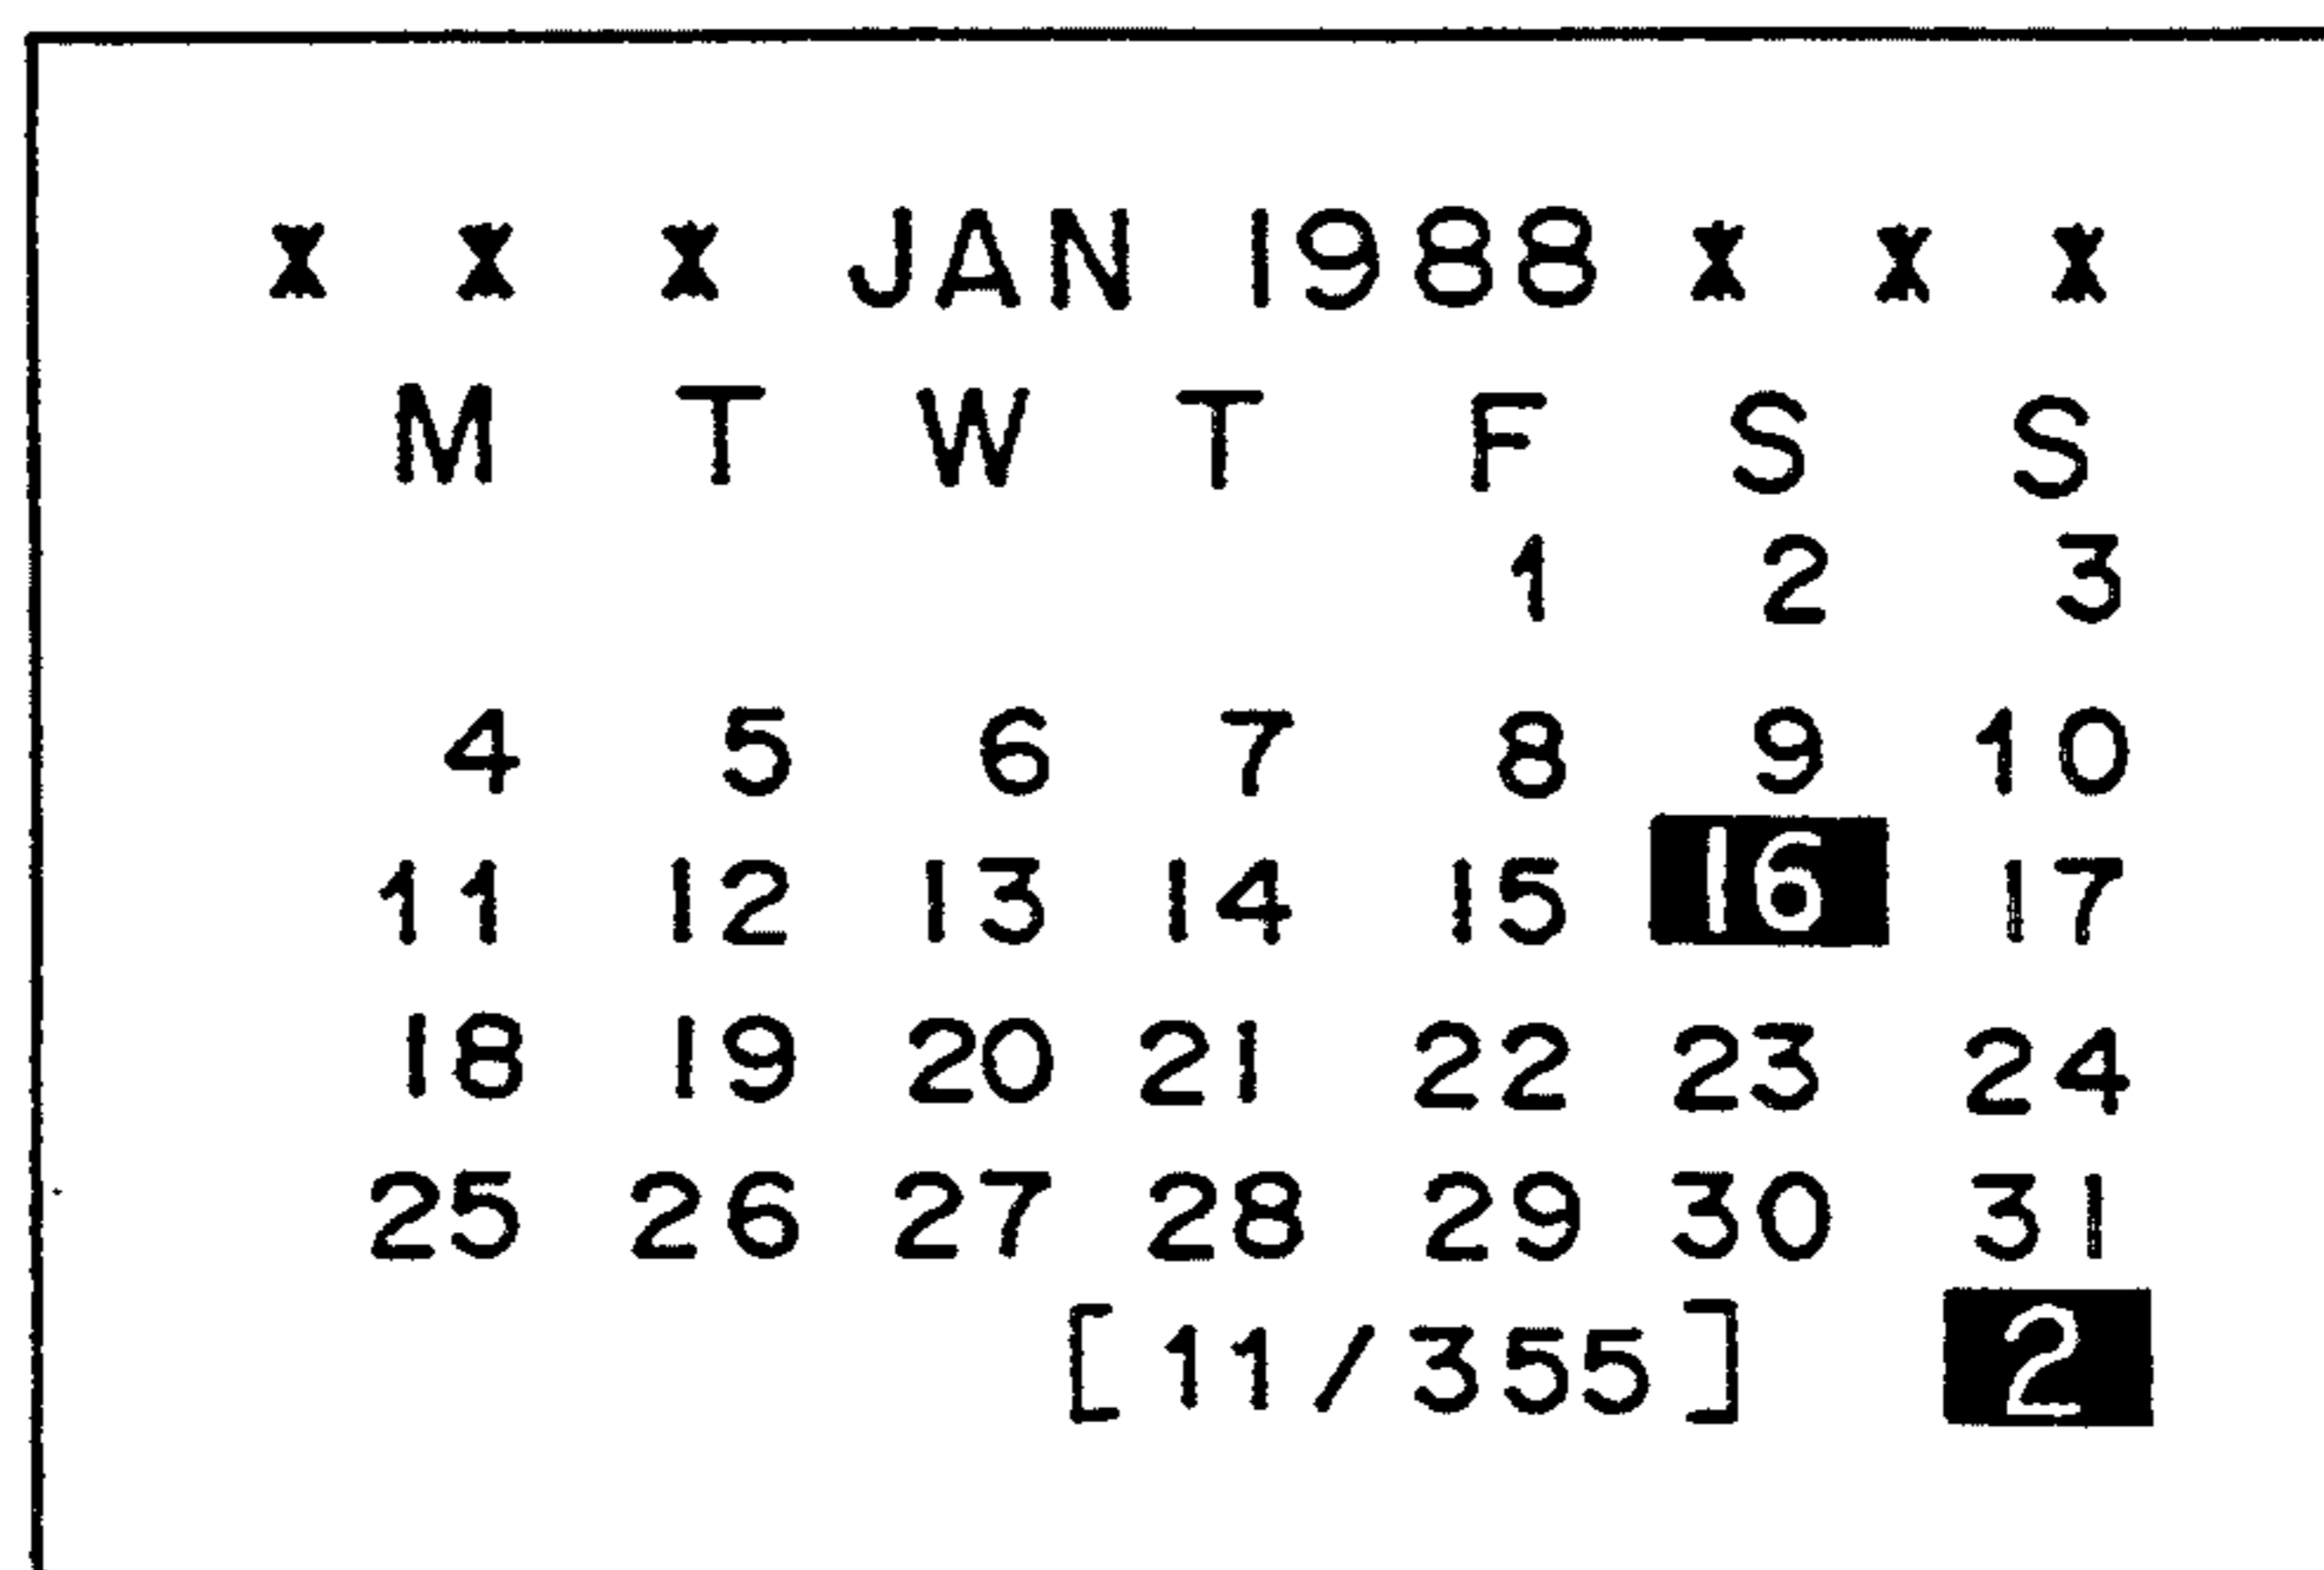 * * * JAN 1988 * * *
M T W T F S S
1 2 3
4 5 6 7 8 9 10
11 12 13 14 15 16 17
18 19 20 21 22 23 24
25 26 27 28 29 30 31
[11/355] 2